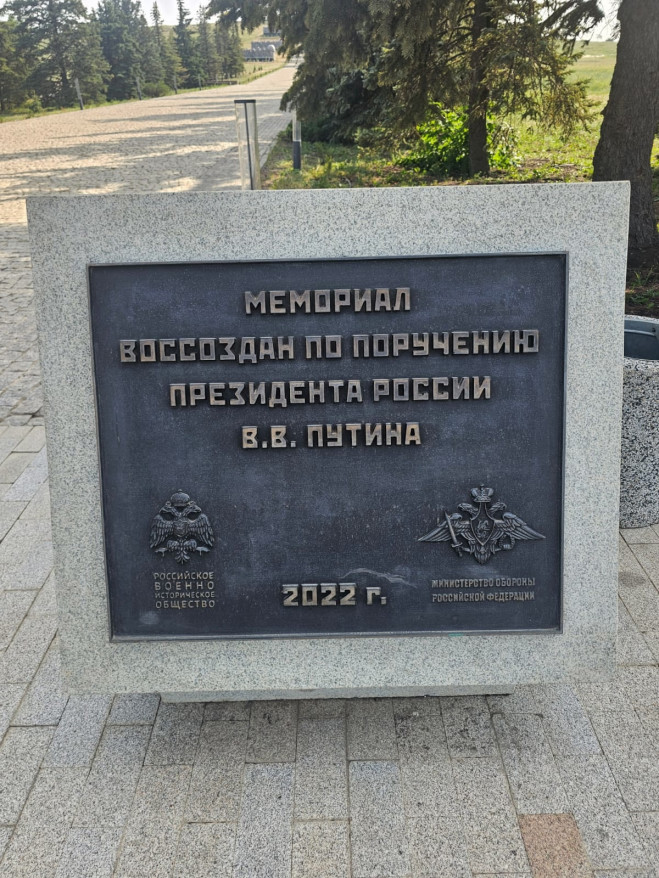 МЕМОРИАЛ
ВОССОЗДАН ПО ПОРУЧЕНИЮ
ПРЕЗИДЕНТА РОССИИ
В.В. ПУТИНА
РОССИЙСКОЕ
ВОЕННО
ИСТОРИЧЕСКОЕ
ОБЩЕСТВО
2022 г.
МИНИСТЕРСТВО ОБОРОНЫ
РОССИЙСКОЙ ФЕДЕРАЦИИ